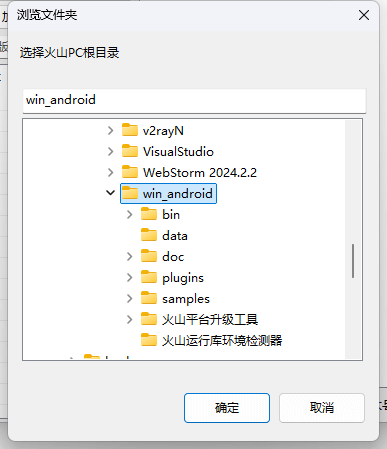 浏览文件夹
选择火山PC根目录
win_android
v2rayN
VisualStudio
WebStorm 2024.2.2
win_android
bin
data
doc
plugins
samples
火山平台升级工具
火山运行库环境检测器
确定
取消